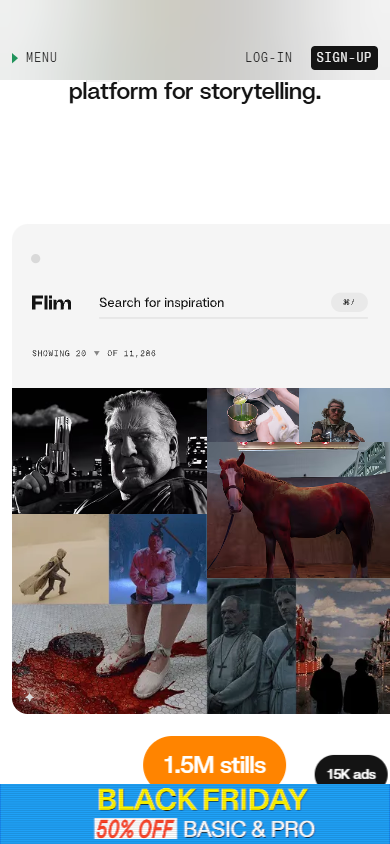 MENU
LOG-IN
SIGN-UP
platform for storytelling.
Flim
Search for inspiration
⌘/
SHOWING 20 ▼ OF 11,206
1.5M stills
15K ads
BLACK FRIDAY
50% OFF BASIC & PRO